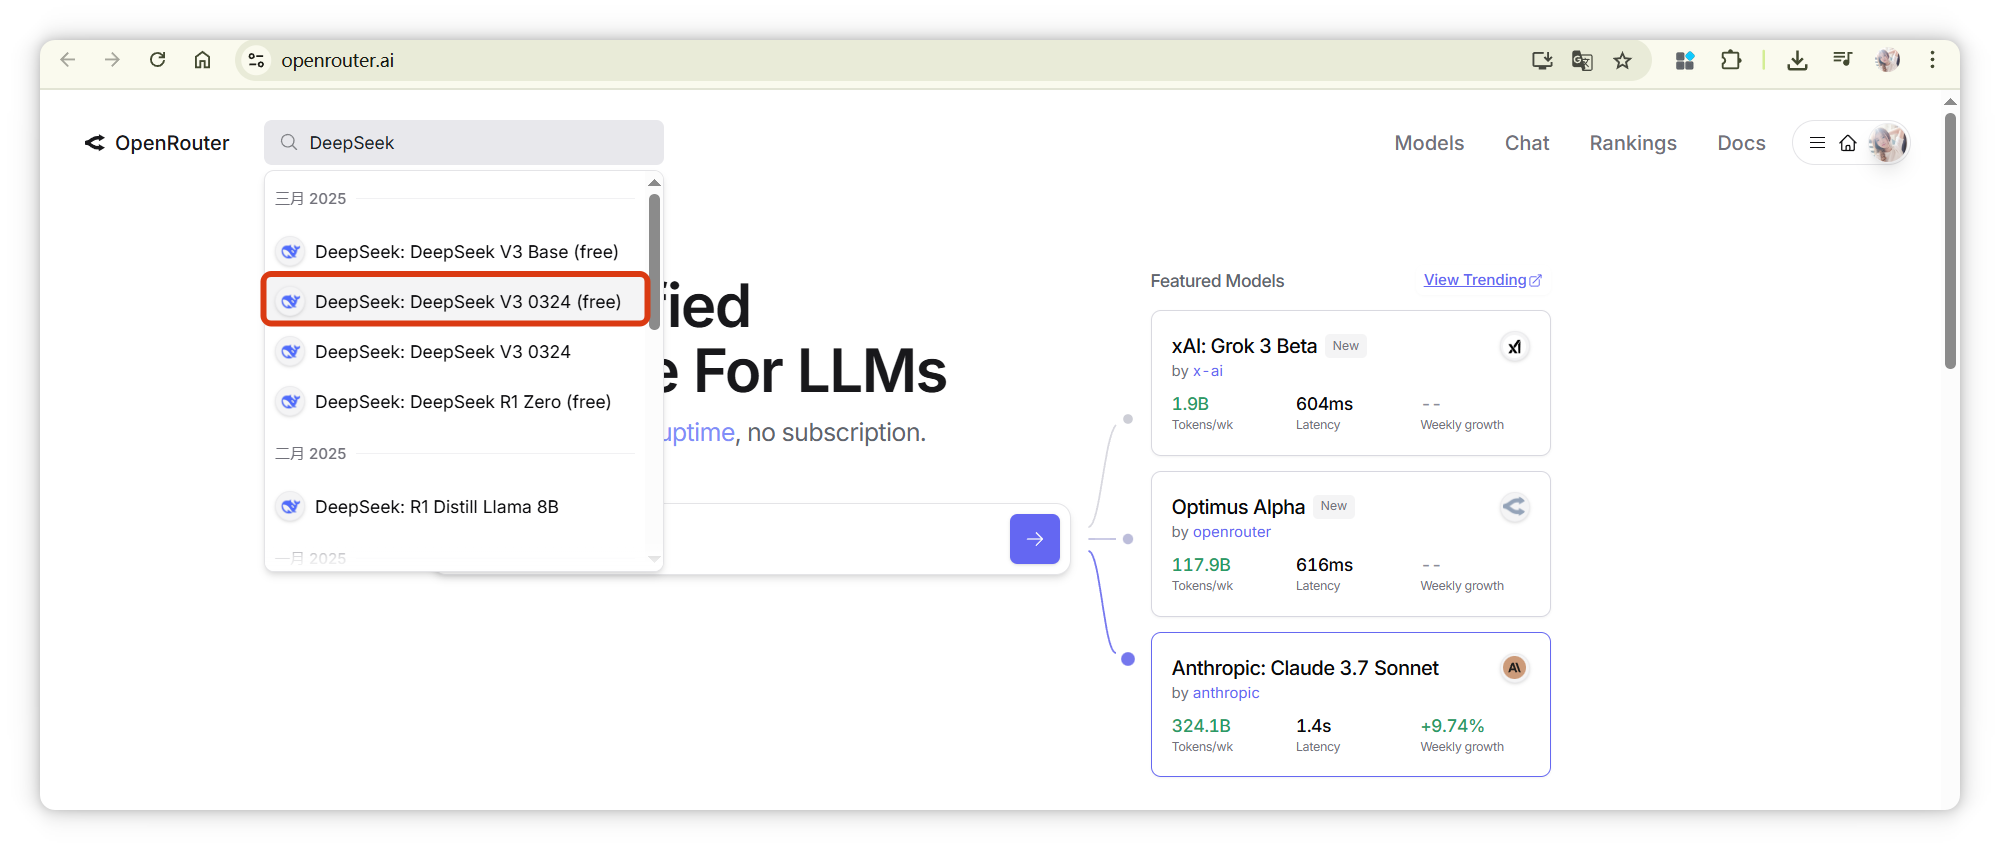 openrouter.ai
OpenRouter
DeepSeek
Models
Chat
Rankings
Docs
三月 2025
DeepSeek: DeepSeek V3 Base (free)
DeepSeek: DeepSeek V3 0324 (free)
DeepSeek: DeepSeek V3 0324
DeepSeek: DeepSeek R1 Zero (free)
二月 2025
DeepSeek: R1 Distill Llama 8B
一月 2025
fied
e For LLMs
uptime, no subscription.
Featured Models
View Trending
xAI: Grok 3 Beta New
by x-ai
1.9B 604ms --
Tokens/wk Latency Weekly growth
Optimus Alpha New
by openrouter
117.9B 616ms --
Tokens/wk Latency Weekly growth
Anthropic: Claude 3.7 Sonnet
by anthropic
324.1B 1.4s +9.74%
Tokens/wk Latency Weekly growth